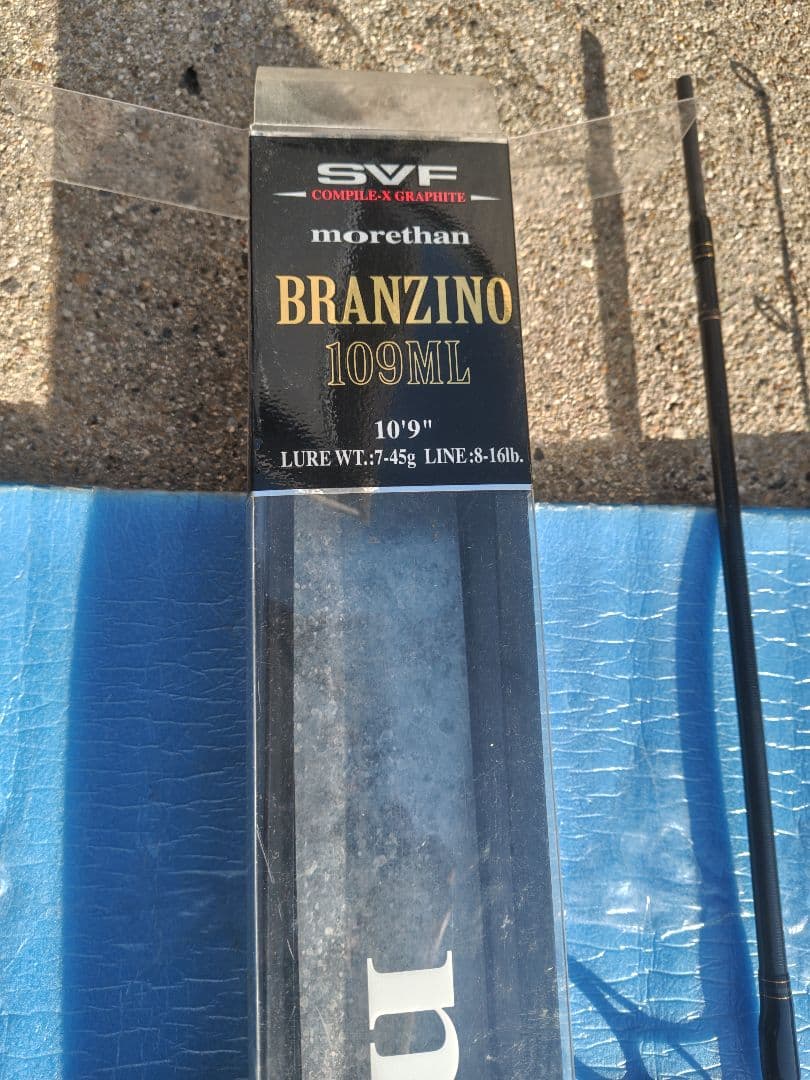 SVF
COMPILE-X GRAPHITE
morethan
BRANZINO
109ML
10'9"
LURE WT.:7-45g LINE:8-16lb.
m